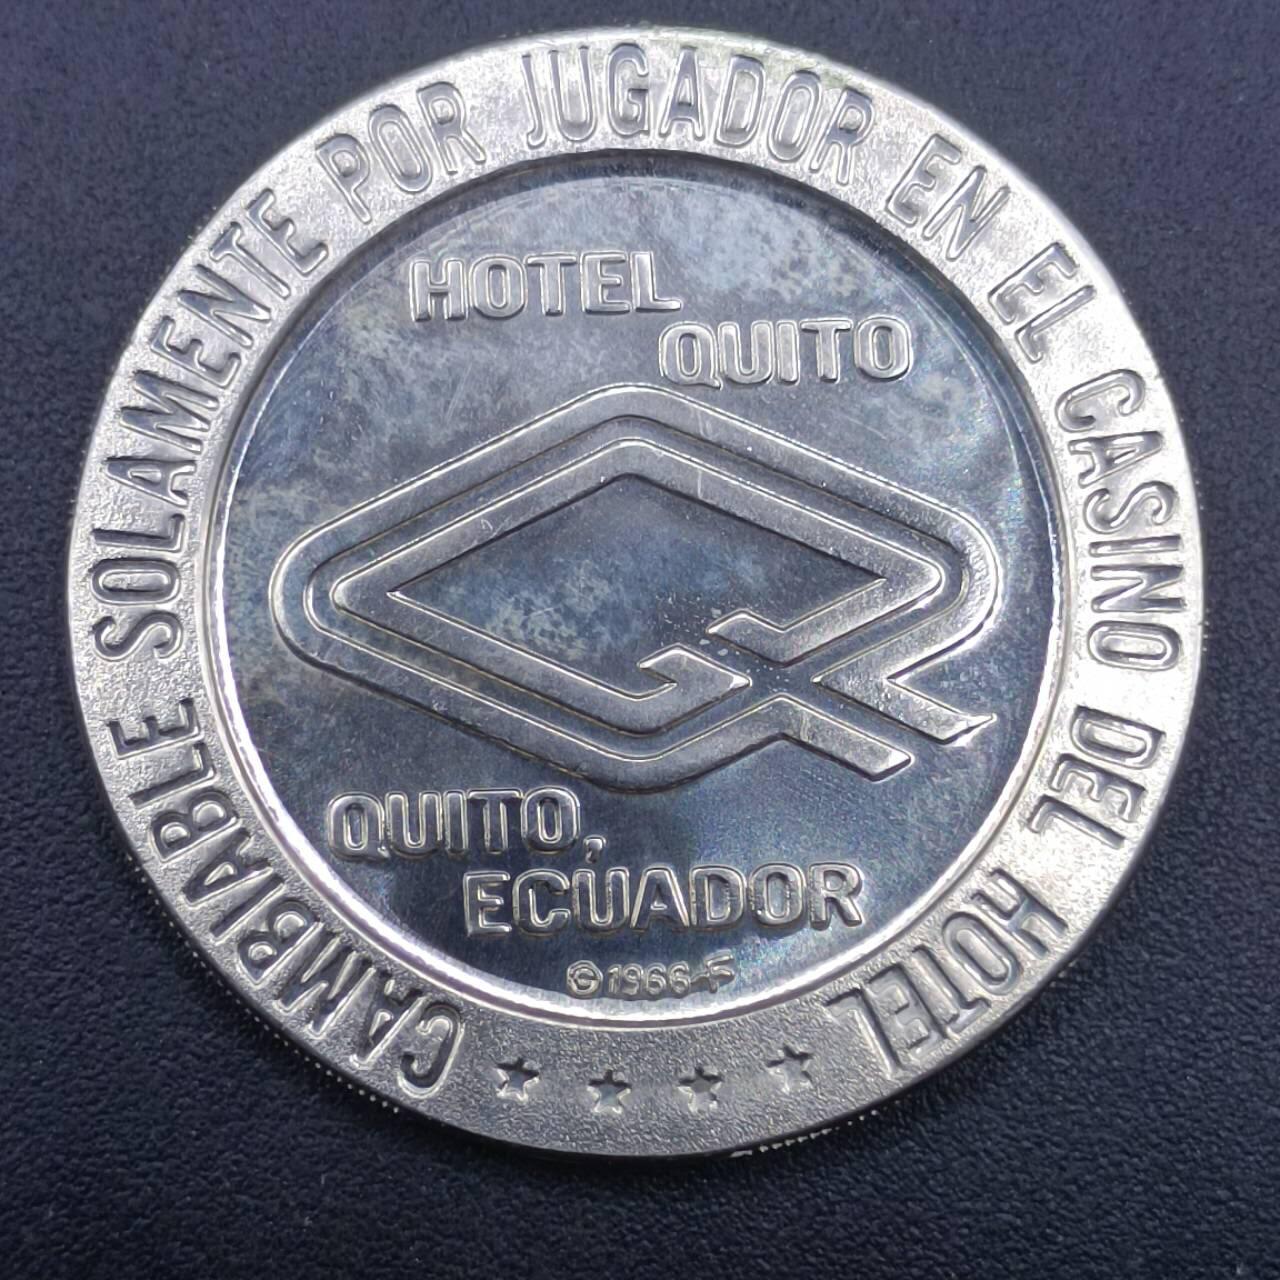 CAMBIABLE SOLAMENTE POR JUGADOR EN EL CASINO DEL HOTEL
HOTEL
QUITO
QUITO,
ECUADOR
1966-F